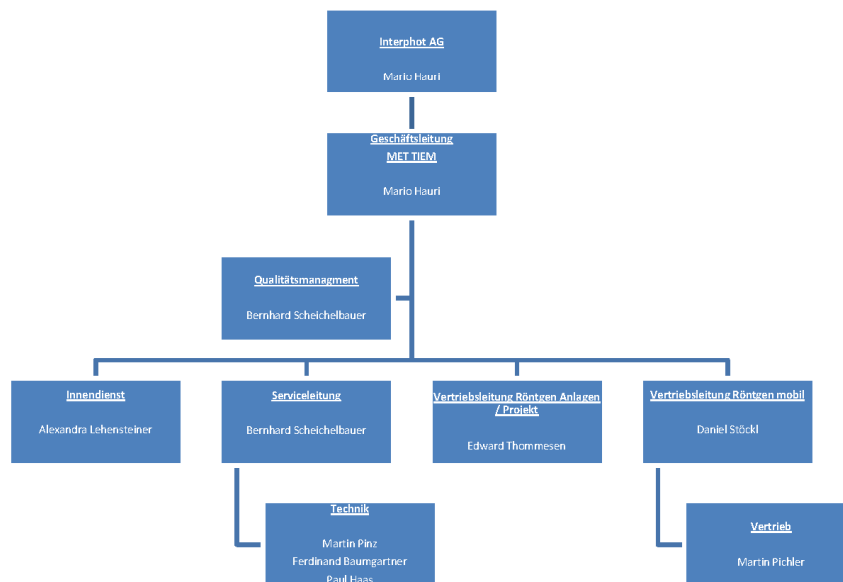 Interphot AG
Mario Hauri
Geschäftsleitung
MET TIEM
Mario Hauri
Qualitätsmanagment
Bernhard Scheichelbauer
Innendienst
Alexandra Lehensteiner
Serviceleitung
Bernhard Scheichelbauer
Vertriebsleitung Röntgen Anlagen
/ Projekt
Edward Thommesen
Vertriebsleitung Röntgen mobil
Daniel Stöckl
Technik
Martin Pinz
Ferdinand Baumgartner
Paul Haas
Vertrieb
Martin Pichler